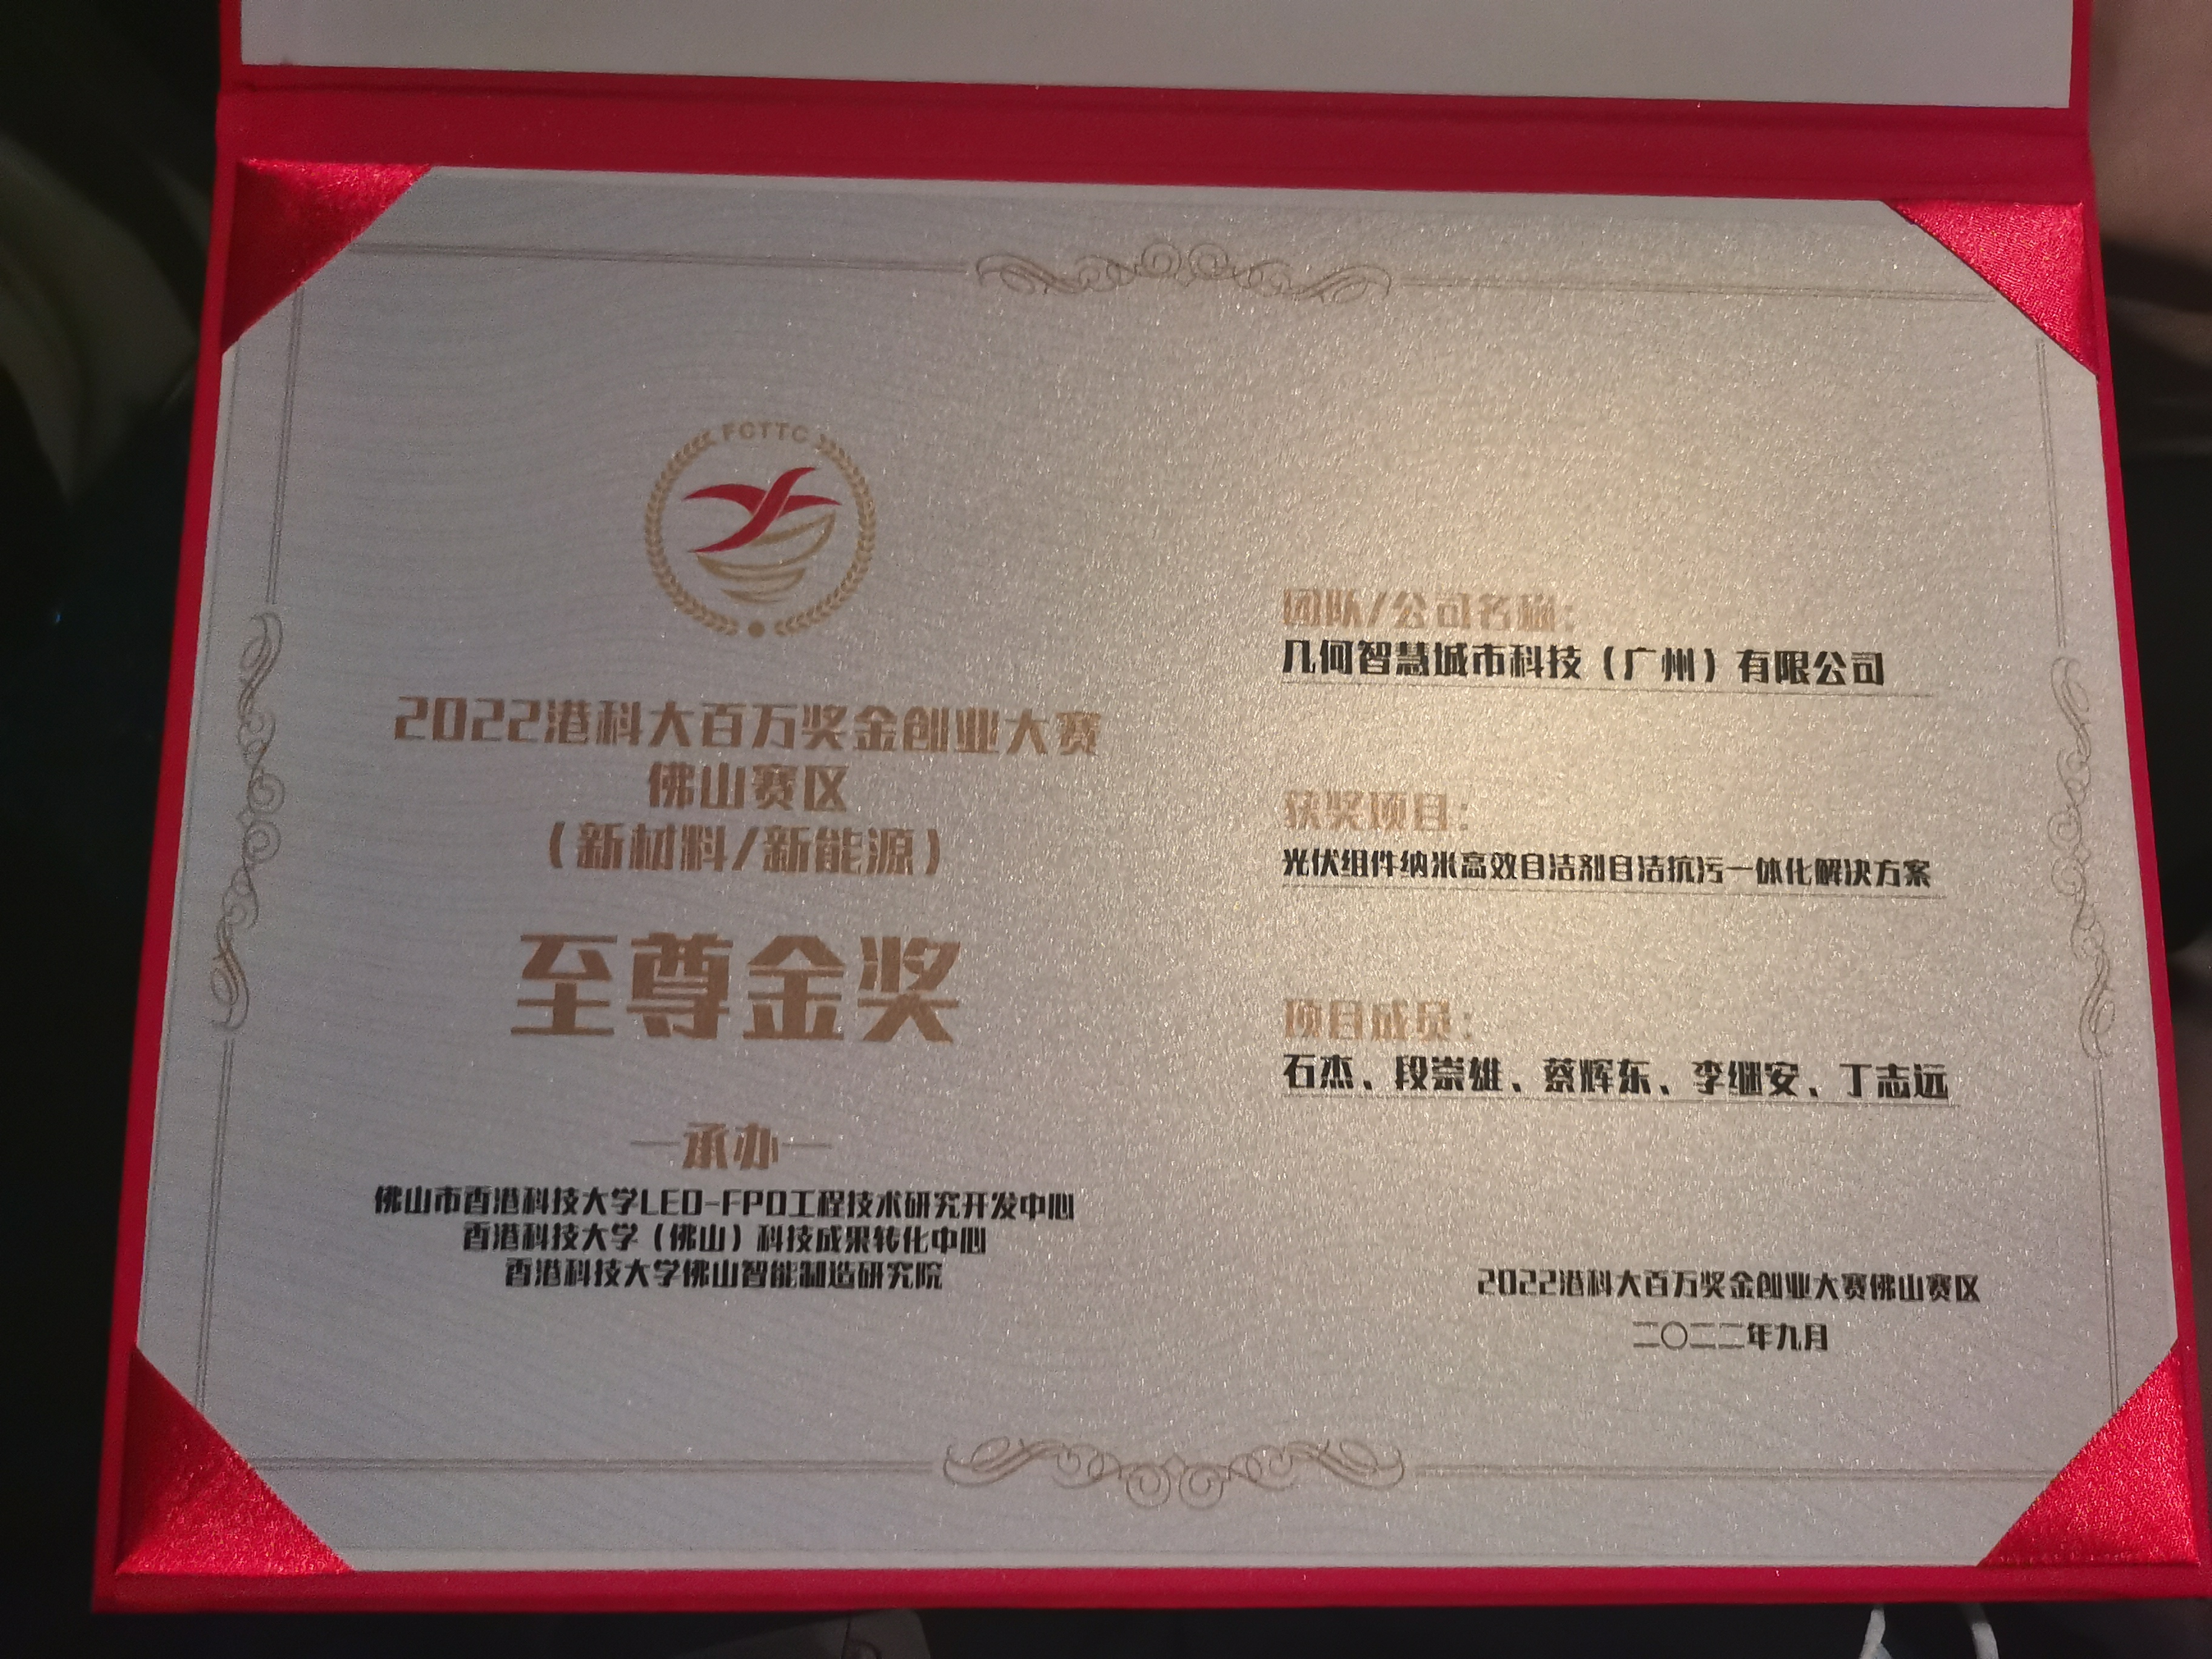 FCTTC
2022港科大百万奖金创业大赛
佛山赛区
（新材料/新能源）
至尊金奖
—承办—
佛山市香港科技大学LED-FPD工程技术研究开发中心
香港科技大学（佛山）科技成果转化中心
香港科技大学佛山智能制造研究院
团队/公司名称：
几何智慧城市科技（广州）有限公司
获奖项目：
光伏组件纳米高效自洁剂自洁抗污一体化解决方案
项目成员：
石杰、段崇雄、蔡辉东、李继安、丁志远
2022港科大百万奖金创业大赛佛山赛区
二〇二二年九月